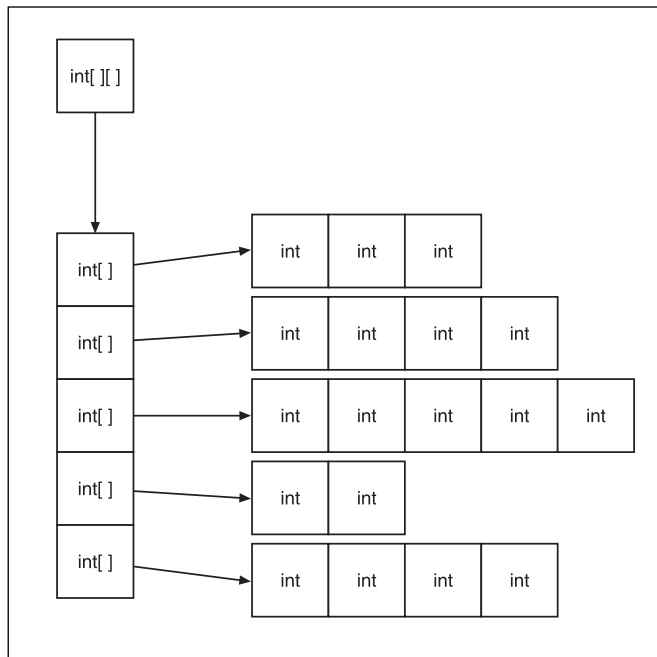 int[ ][ ]
int[ ] int int int
int[ ] int int int int
int[ ] int int int int int
int[ ] int int
int[ ] int int int int